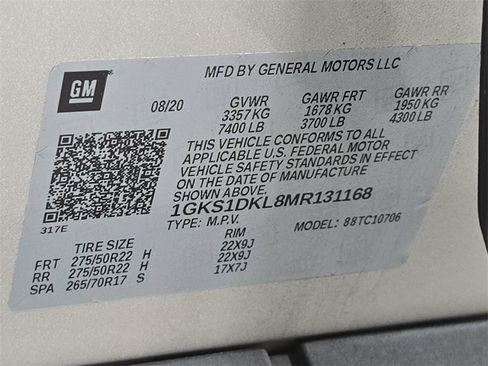 GM
MFD BY GENERAL MOTORS LLC
08/20 GVWR GAWR FRT GAWR RR
3357 KG 1678 KG 1950 KG
7400 LB 3700 LB 4300 LB
THIS VEHICLE CONFORMS TO ALL
APPLICABLE U.S. FEDERAL MOTOR
VEHICLE SAFETY STANDARDS IN EFFECT
ON THE DATE OF MANUFACTURE
SHOWN ABOVE.
1GKS1DKL8MR131168
317E
TYPE: M.P.V. MODEL: 88TC10706
TIRE SIZE RIM
FRT 275/50R22 H 22X9J
RR 275/50R22 H 22X9J
SPA 265/70R17 S 17X7J